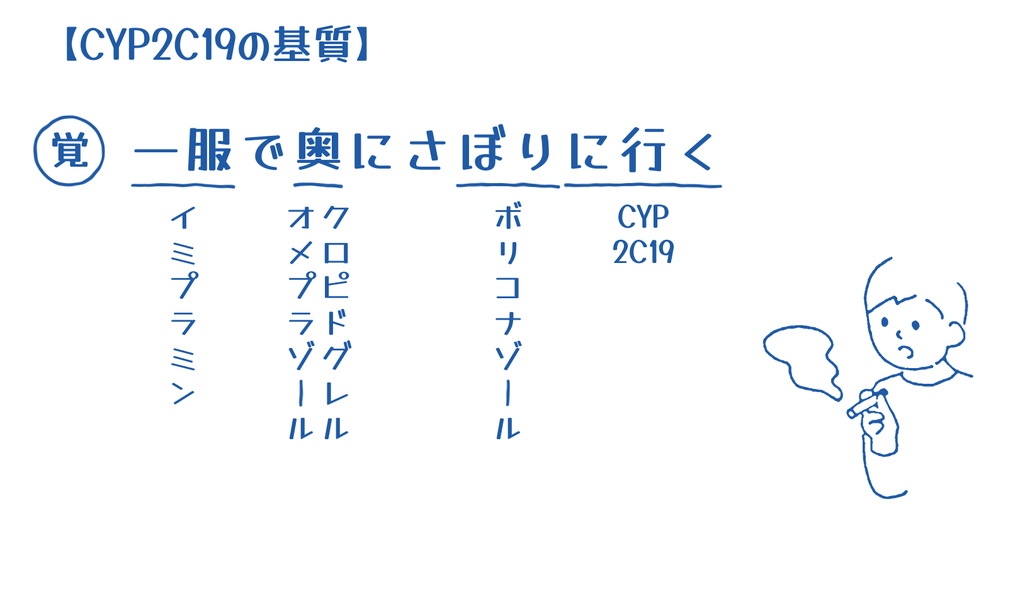 【CYP2C19の基質】
覚 一服で奥にさぼりに行く
イミプラミン
オメプラゾール
クロピドグレル
ボリコナゾール
CYP
2C19